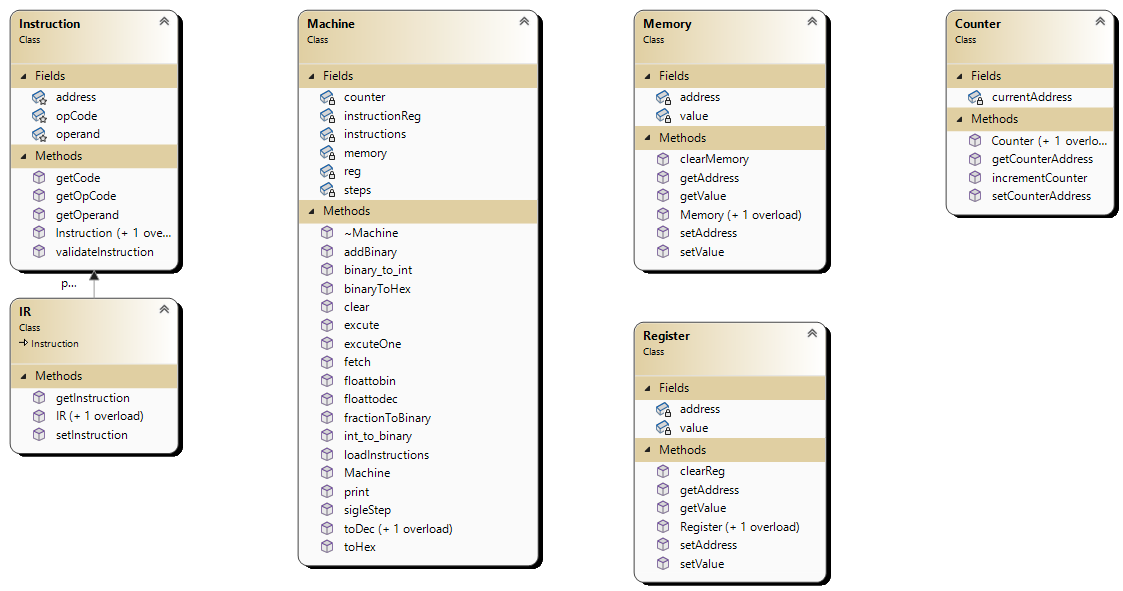 Instruction
Class
Fields
address
opCode
operand
Methods
getCode
getOpCode
getOperand
Instruction (+ 1 ove...
validateInstruction
p...
IR
Class
Instruction
Methods
getInstruction
IR (+ 1 overload)
setInstruction
Machine
Class
Fields
counter
instructionReg
instructions
memory
reg
steps
Methods
~Machine
addBinary
binary_to_int
binaryToHex
clear
excute
excuteOne
fetch
floattobin
floattodec
fractionToBinary
int_to_binary
loadInstructions
Machine
print
sigleStep
toDec (+ 1 overload)
toHex
Memory
Class
Fields
address
value
Methods
clearMemory
getAddress
getValue
Memory (+ 1 overload)
setAddress
setValue
Register
Class
Fields
address
value
Methods
clearReg
getAddress
getValue
Register (+ 1 overload)
setAddress
setValue
Counter
Class
Fields
currentAddress
Methods
Counter (+ 1 overlo...
getCounterAddress
incrementCounter
setCounterAddress